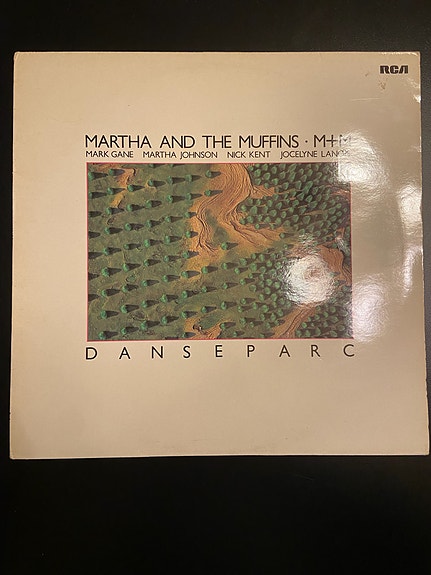 RCA
MARTHA AND THE MUFFINS · M+M
MARK GANE MARTHA JOHNSON NICK KENT JOCELYNE
DANSEPARC